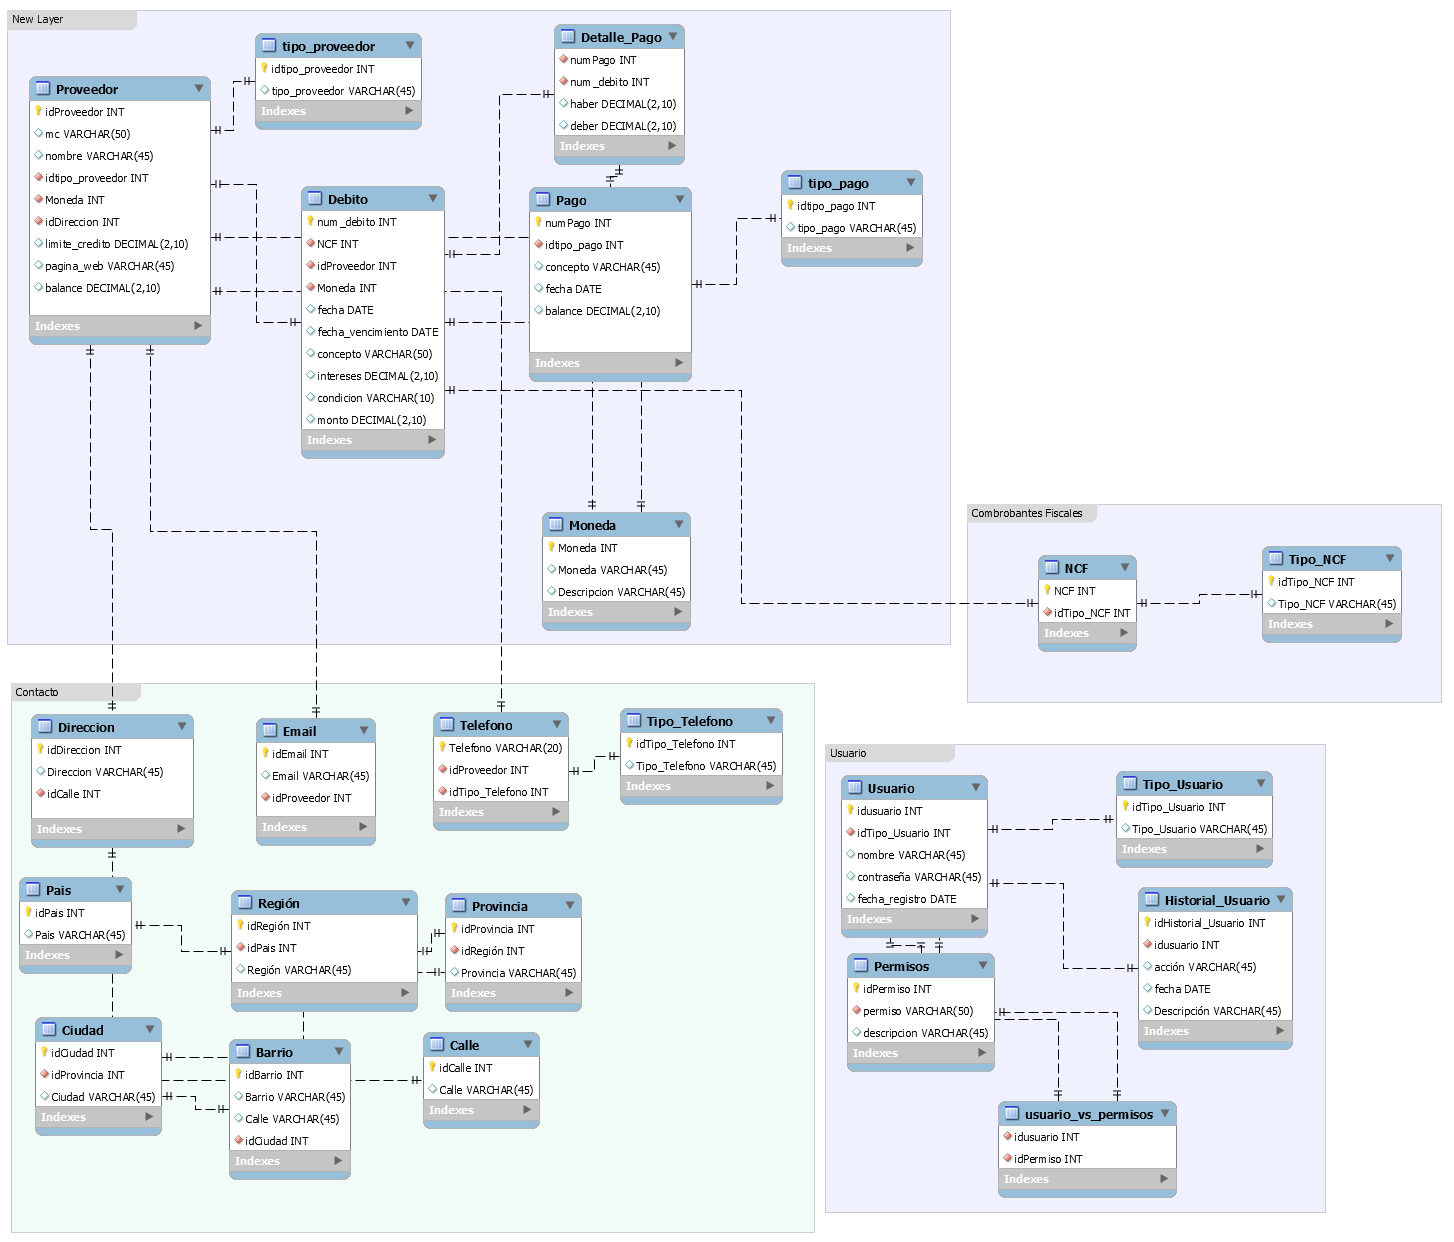 New Layer
tipo_proveedor
idtipo_proveedor INT
tipo_proveedor VARCHAR(45)
Indexes
Detalle_Pago
numPago INT
num_debito INT
haber DECIMAL(2,10)
deber DECIMAL(2,10)
Indexes
Proveedor
idProveedor INT
rnc VARCHAR(50)
nombre VARCHAR(45)
idtipo_proveedor INT
Moneda INT
idDireccion INT
limite_credito DECIMAL(2,10)
pagina_web VARCHAR(45)
balance DECIMAL(2,10)
Indexes
Debito
num_debito INT
NCF INT
idProveedor INT
Moneda INT
fecha DATE
fecha_vencimiento DATE
concepto VARCHAR(50)
intereses DECIMAL(2,10)
condicion VARCHAR(10)
monto DECIMAL(2,10)
Indexes
Pago
numPago INT
idtipo_pago INT
concepto VARCHAR(45)
fecha DATE
balance DECIMAL(2,10)
Indexes
tipo_pago
idtipo_pago INT
tipo_pago VARCHAR(45)
Indexes
Moneda
Moneda INT
Moneda VARCHAR(45)
Descripcion VARCHAR(45)
Indexes
Combrobantes Fiscales
NCF
NCF INT
idTipo_NCF INT
Indexes
Tipo_NCF
idTipo_NCF INT
Tipo_NCF VARCHAR(45)
Indexes
Contacto
Direccion
idDireccion INT
Direccion VARCHAR(45)
idCalle INT
Indexes
Email
idEmail INT
Email VARCHAR(45)
idProveedor INT
Indexes
Telefono
Telefono VARCHAR(20)
idProveedor INT
idTipo_Telefono INT
Indexes
Tipo_Telefono
idTipo_Telefono INT
Tipo_Telefono VARCHAR(45)
Indexes
Pais
idPais INT
Pais VARCHAR(45)
Indexes
Región
idRegión INT
idPais INT
Región VARCHAR(45)
Indexes
Provincia
idProvincia INT
idRegión INT
Provincia VARCHAR(45)
Indexes
Ciudad
idCiudad INT
idProvincia INT
Ciudad VARCHAR(45)
Indexes
Barrio
idBarrio INT
Barrio VARCHAR(45)
Calle VARCHAR(45)
idCiudad INT
Indexes
Calle
idCalle INT
Calle VARCHAR(45)
Indexes
Usuario
Usuario
idusuario INT
idTipo_Usuario INT
nombre VARCHAR(45)
contraseña VARCHAR(45)
fecha_registro DATE
Indexes
Tipo_Usuario
idTipo_Usuario INT
Tipo_Usuario VARCHAR(45)
Indexes
Historial_Usuario
idHistorial_Usuario INT
idusuario INT
acción VARCHAR(45)
fecha DATE
Descripción VARCHAR(45)
Indexes
Permisos
idPermiso INT
permiso VARCHAR(50)
descripcion VARCHAR(45)
Indexes
usuario_vs_permisos
idusuario INT
idPermiso INT
Indexes